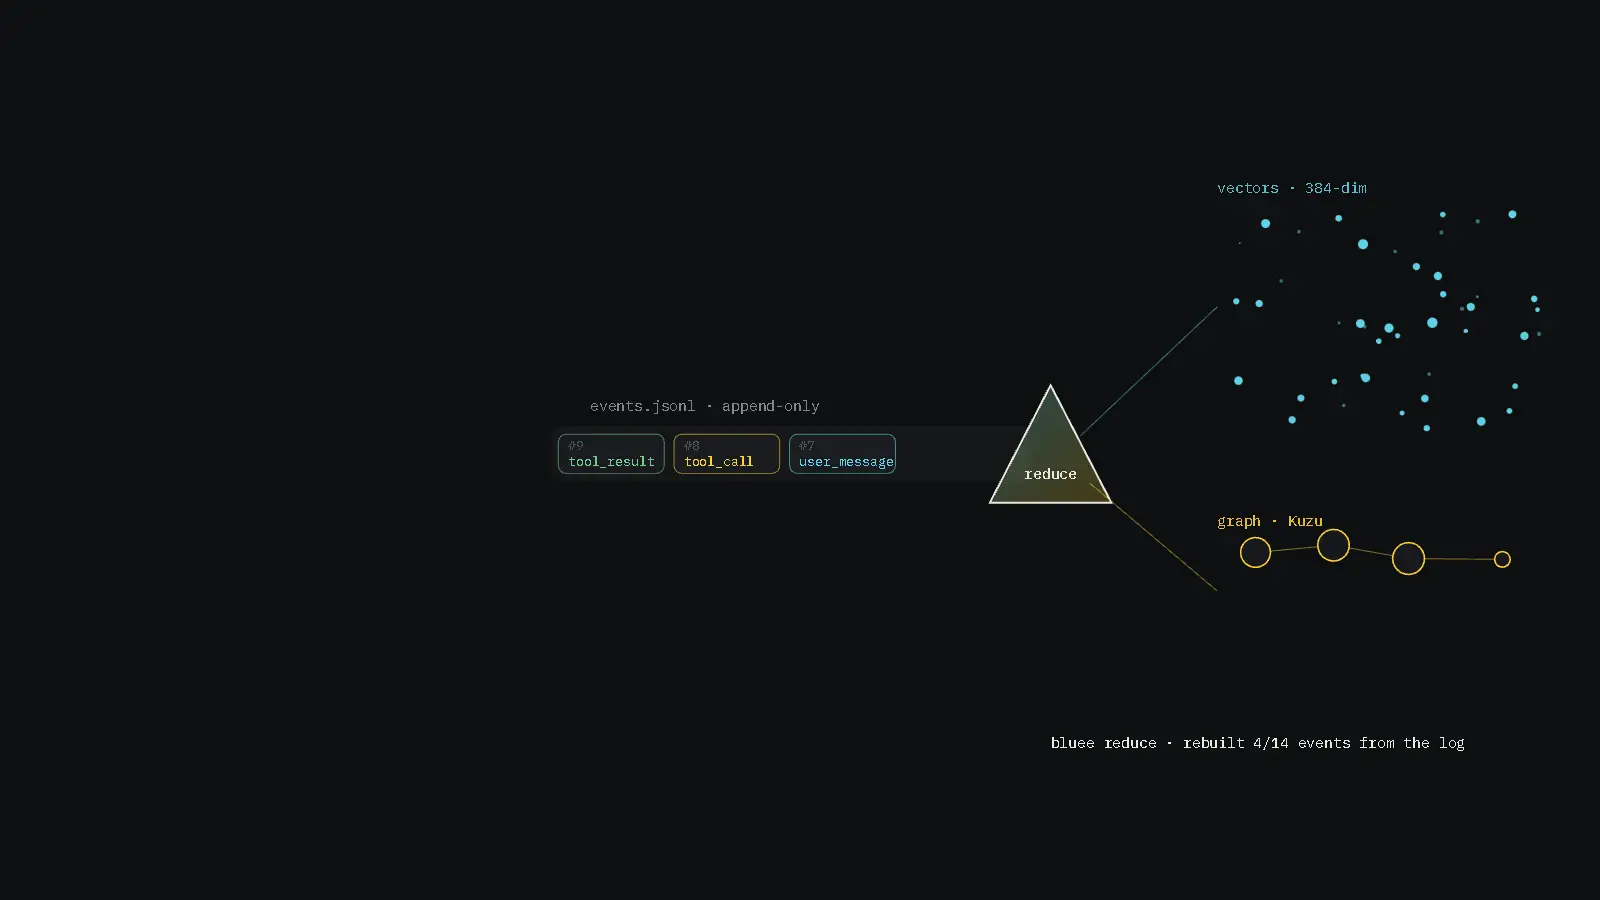 vectors · 384-dim
events.jsonl · append-only
#9
tool_result
#8
tool_call
#7
user_message
reduce
graph · Kuzu
bluee reduce · rebuilt 4/14 events from the log